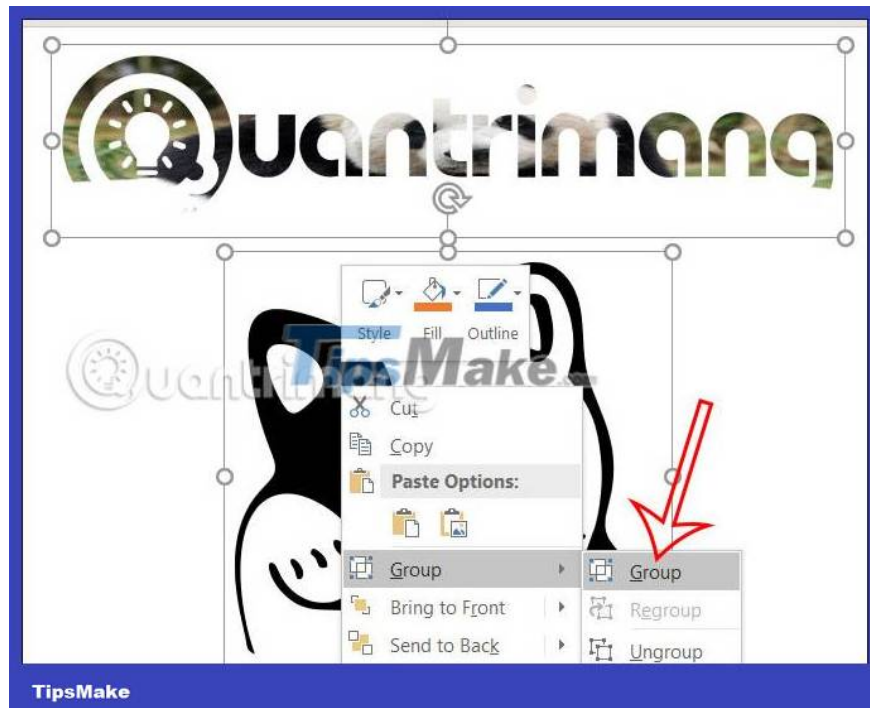 Quantrimang
Style Fill Outline
Quantrimang
TipsMake.com
Cut
Copy
Paste Options:
Group
Group
Bring to Front
Regroup
Send to Back
Ungroup
TipsMake